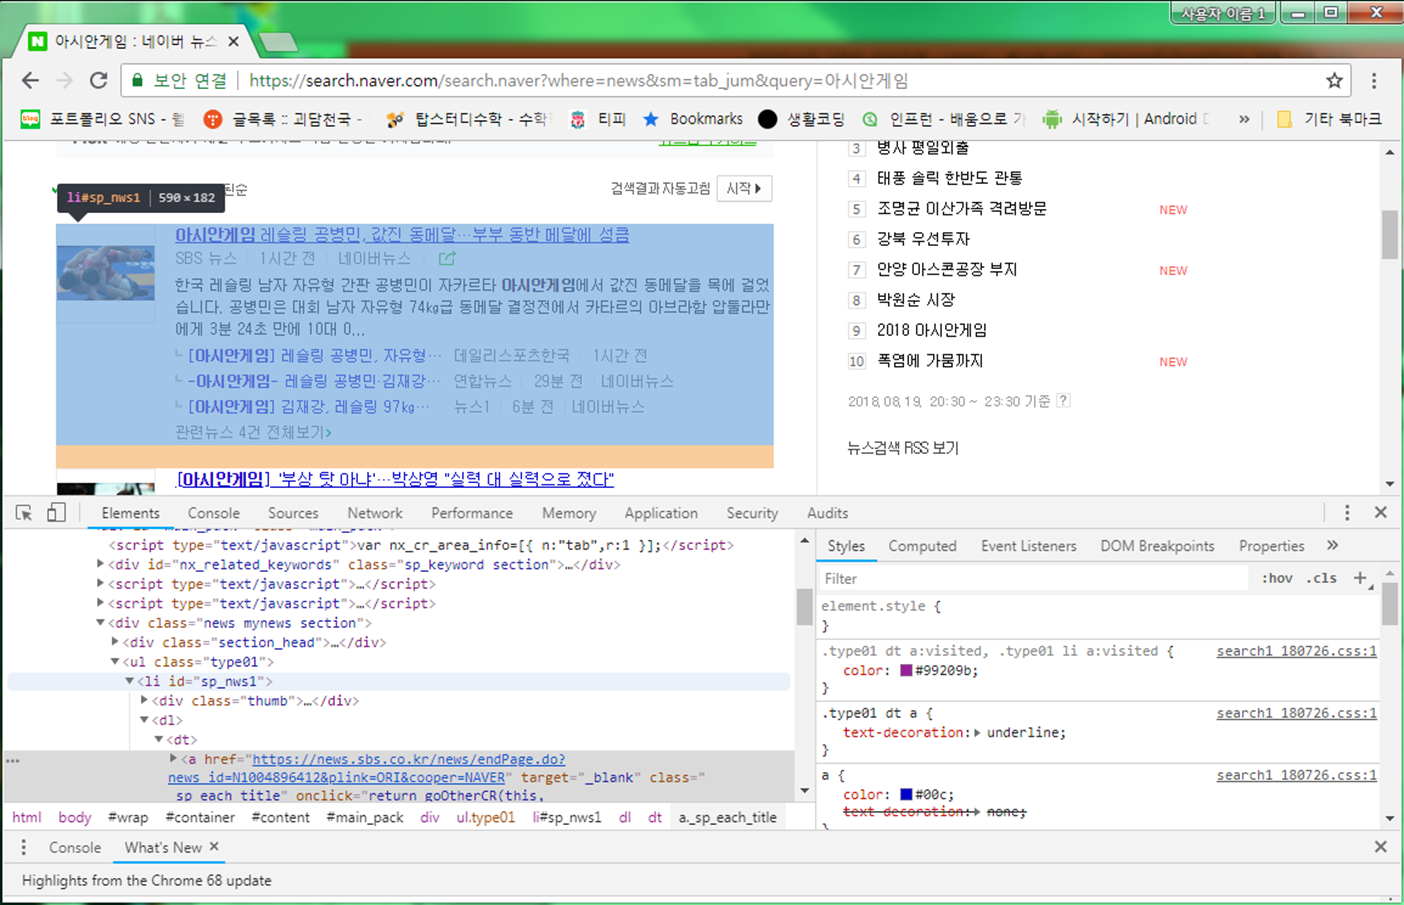 사용자 이름 1
아시안게임 : 네이버 뉴스
보안 연결 https://search.naver.com/search.naver?where=news&sm=tab_jum&query=아시안게임
blog 포트폴리오 SNS - 웹 글목록 :: 괴담천국 - 탑스터디수학 - 수학 티피 Bookmarks 생활코딩 인프런 - 배움으로 가 시작하기 | Android D » 기타 북마크
li#sp_nws1 590 × 182
된순
검색결과 자동고침 시작
아시안게임 레슬링 공병민, 값진 동메달…부부 동반 메달에 성큼
SBS 뉴스 1시간 전 네이버뉴스
한국 레슬링 남자 자유형 간판 공병민이 자카르타 아시안게임에서 값진 동메달을 목에 걸었
습니다. 공병민은 대회 남자 자유형 74kg급 동메달 결정전에서 카타르의 아브라함 압둘라만
에게 3분 24초 만에 10대 0...
[아시안게임] 레슬링 공병민, 자유형… 데일리스포츠한국 1시간 전
-아시안게임- 레슬링 공병민·김재강… 연합뉴스 29분 전 네이버뉴스
[아시안게임] 김재강, 레슬링 97kg… 뉴스1 6분 전 네이버뉴스
관련뉴스 4건 전체보기>
[아시안게임] '부상 탓 아냐'…박상영 "실력 대 실력으로 졌다"
3 병사 평일외출
4 태풍 솔릭 한반도 관통
5 조명균 이산가족 격려방문 NEW
6 강북 우선투자
7 안양 아스콘공장 부지 NEW
8 박원순 시장
9 2018 아시안게임
10 폭염에 가뭄까지 NEW
2018.08.19. 20:30 ~ 23:30 기준 ?
뉴스검색 RSS 보기
Elements Console Sources Network Performance Memory Application Security Audits
<script type="text/javascript">var nx_cr_area_info=[{ n:"tab",r:1 }];</script>
<div id="nx_related_keywords" class="sp_keyword section">…</div>
<script type="text/javascript">…</script>
<script type="text/javascript">…</script>
<div class="news mynews section">
<div class="section_head">…</div>
<ul class="type01">
<li id="sp_nws1">
<div class="thumb">…</div>
<dl>
<dt>
<a href="https://news.sbs.co.kr/news/endPage.do?
news_id=N1004896412&plink=ORI&cooper=NAVER" target="_blank" class="
_sp_each_title" onclick="return goOtherCR(this,
html body #wrap #container #content #main_pack div ul.type01 li#sp_nws1 dl dt a._sp_each_title
Styles Computed Event Listeners DOM Breakpoints Properties »
Filter :hov .cls +
element.style {
}
.type01 dt a:visited, .type01 li a:visited { search1_180726.css:1
color: #99209b;
}
.type01 dt a { search1_180726.css:1
text-decoration: underline;
}
a { search1_180726.css:1
color: #00c;
text-decoration: none;
}
Console What's New
Highlights from the Chrome 68 update